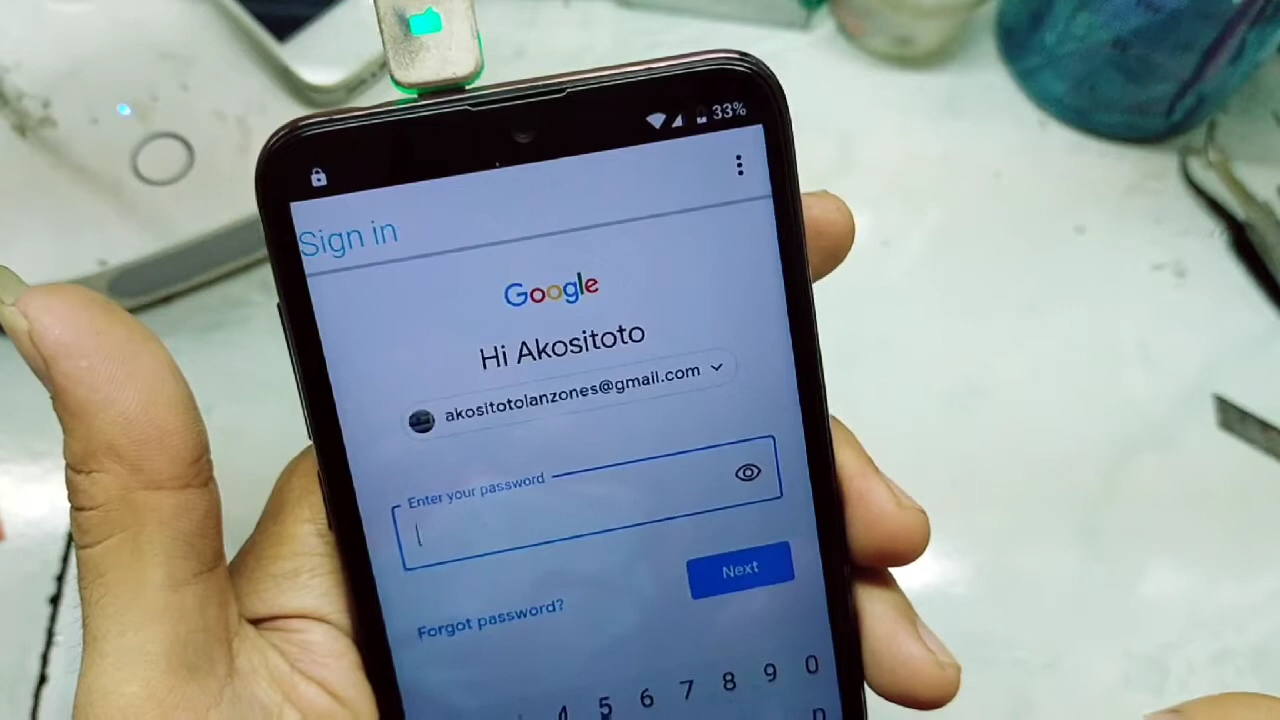 33%
Sign in
Google
Hi Akositoto
akositotolanzones@gmail.com
Enter your password
Next
Forgot password?
4 5 6 7 8 9 0